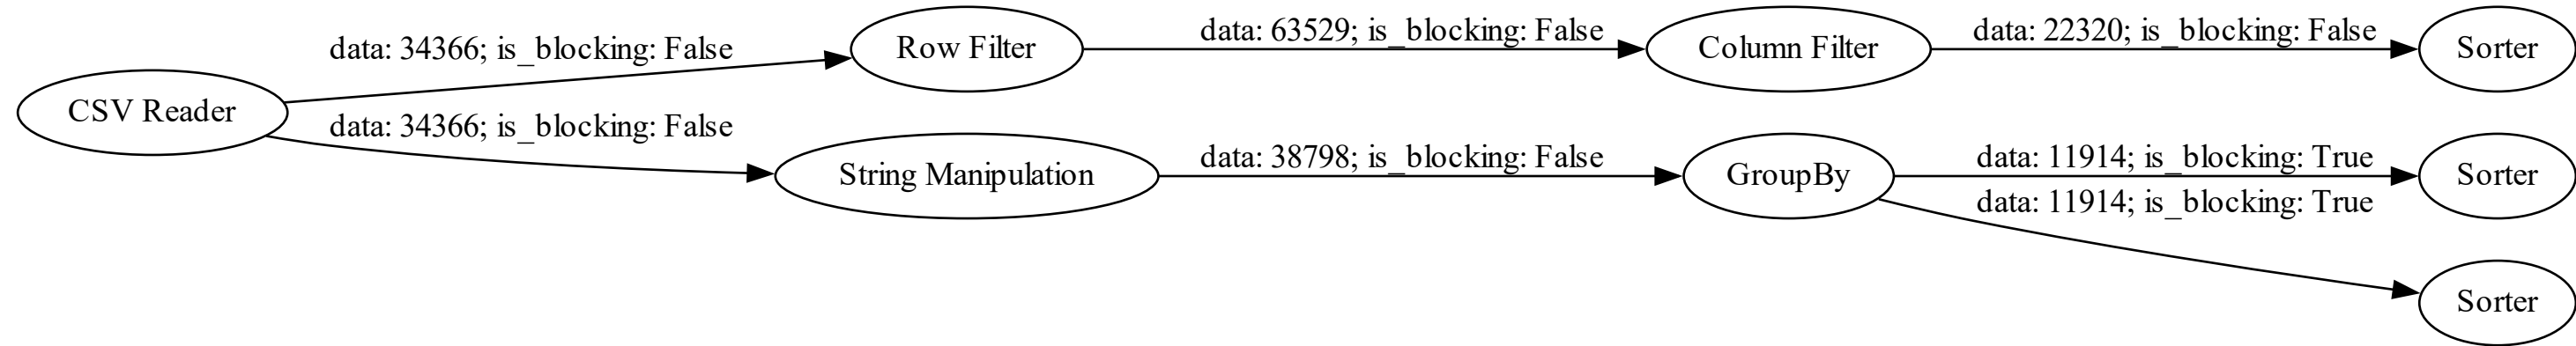 CSV Reader
data: 34366; is_blocking: False
Row Filter
data: 63529; is_blocking: False
Column Filter
data: 22320; is_blocking: False
Sorter
data: 34366; is_blocking: False
String Manipulation
data: 38798; is_blocking: False
GroupBy
data: 11914; is_blocking: True
Sorter
data: 11914; is_blocking: True
Sorter